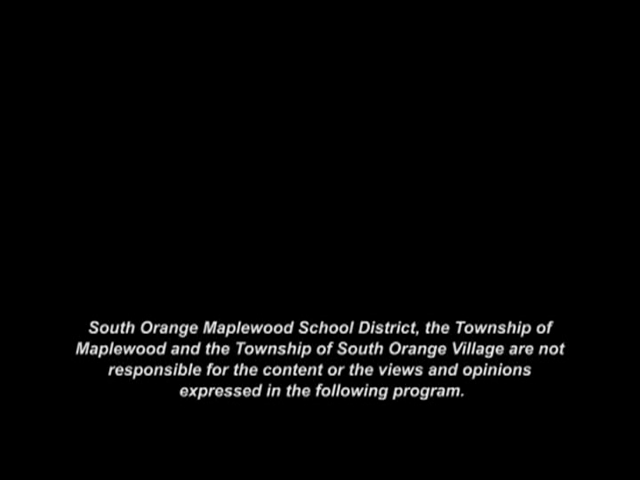 South Orange Maplewood School District, the Township of
Maplewood and the Township of South Orange Village are not
responsible for the content or the views and opinions
expressed in the following program.